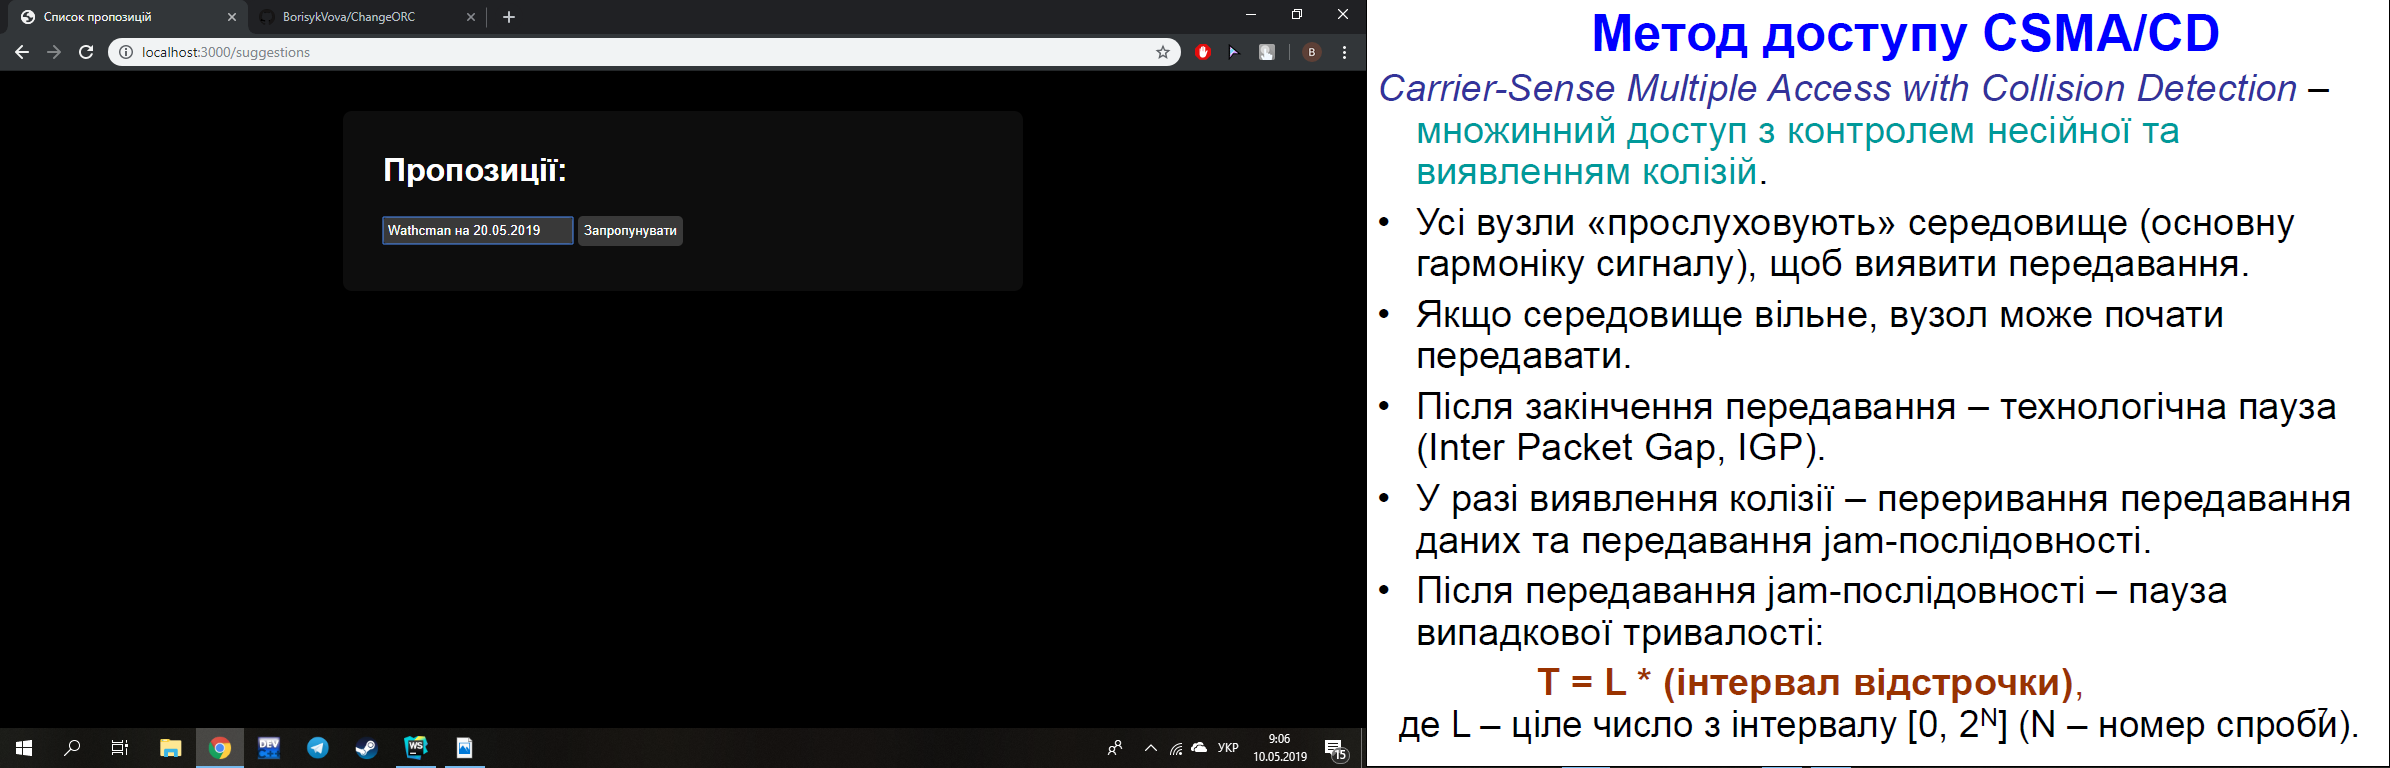 Список пропозицій
BorisykVova/ChangeORC
localhost:3000/suggestions
B
Пропозиції:
Wathcman на 20.05.2019
Запропунувати
DEV
WS
УКР
9:06
10.05.2019
15
Метод доступу CSMA/CD
Carrier-Sense Multiple Access with Collision Detection –
множинний доступ з контролем несійної та
виявленням колізій.
• Усі вузли «прослуховують» середовище (основну
гармоніку сигналу), щоб виявити передавання.
• Якщо середовище вільне, вузол може почати
передавати.
• Після закінчення передавання – технологічна пауза
(Inter Packet Gap, IGP).
• У разі виявлення колізії – переривання передавання
даних та передавання jam-послідовності.
• Після передавання jam-послідовності – пауза
випадкової тривалості:
T = L * (інтервал відстрочки),
де L – ціле число з інтервалу [0, 2ᴺ] (N – номер спроби).
7